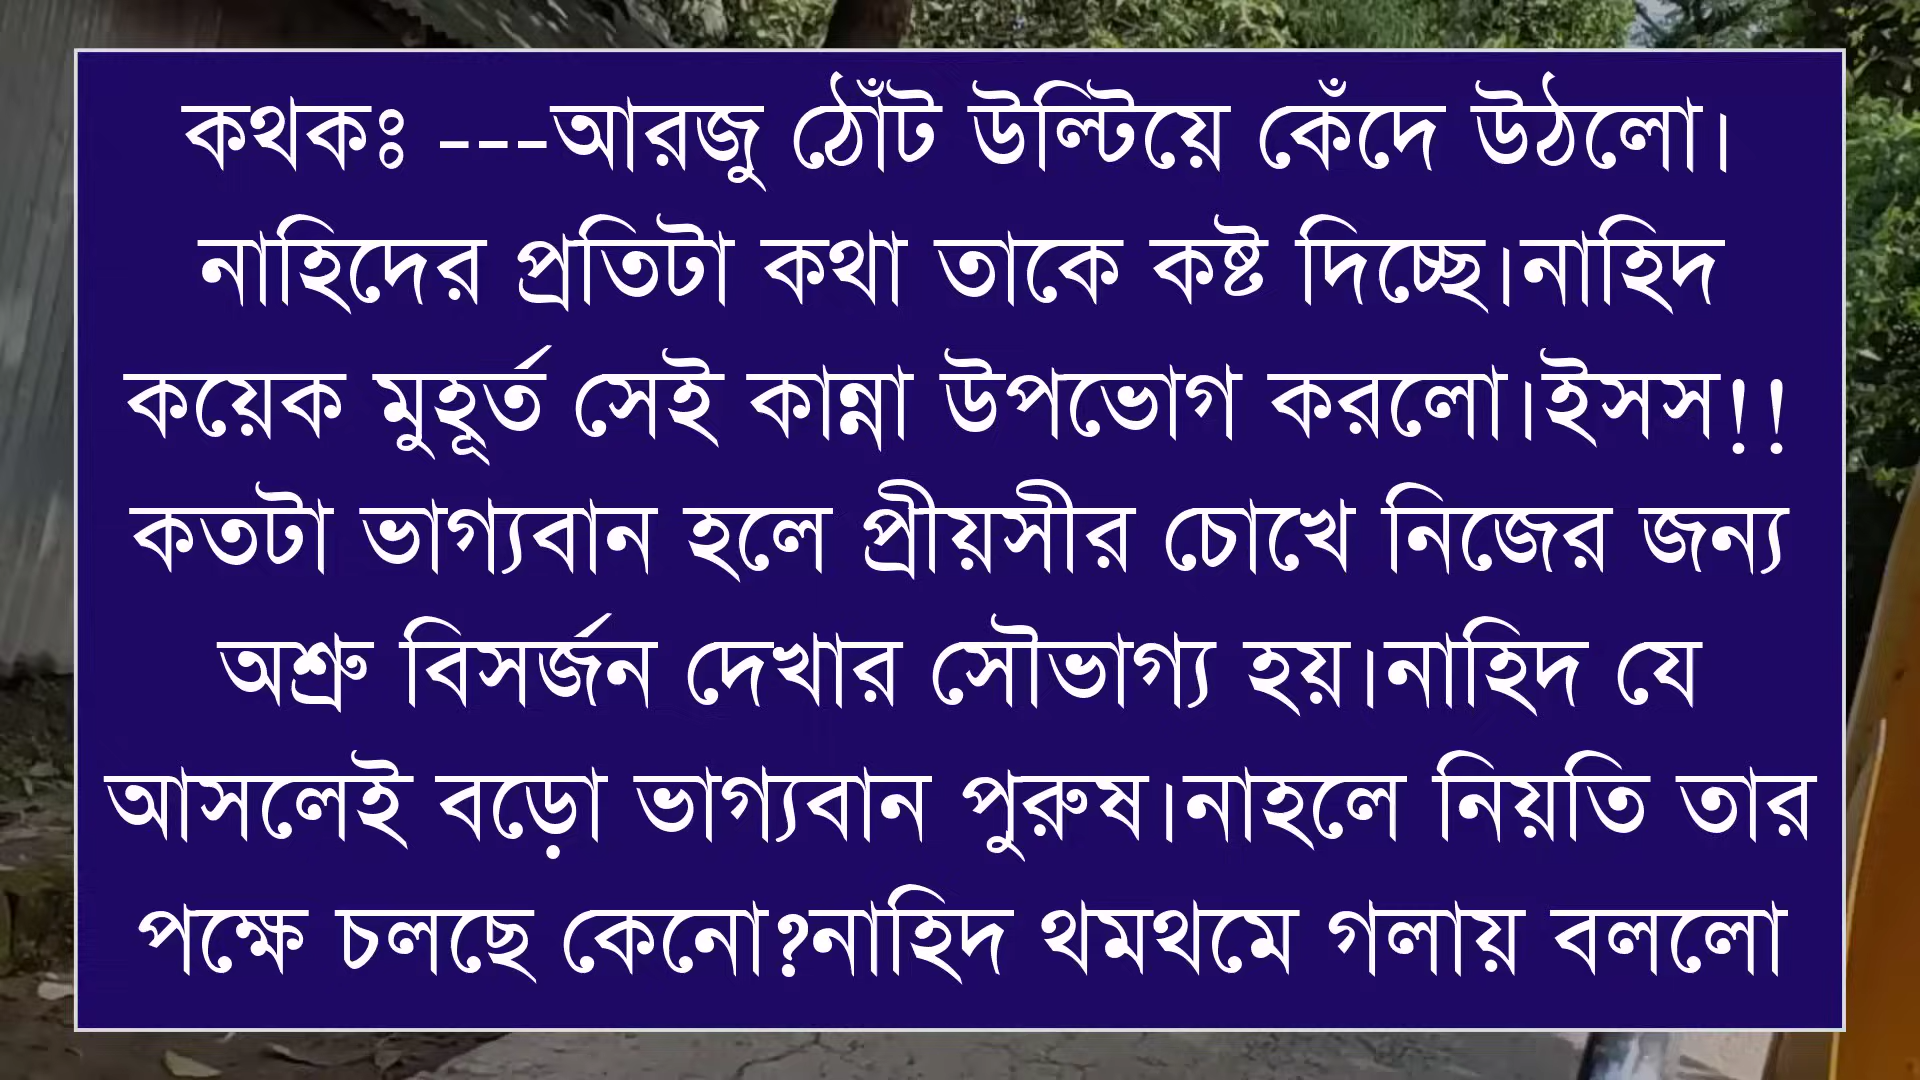 কথকঃ ---আরজু ঠোঁট উল্টিয়ে কেঁদে উঠলো।
নাহিদের প্রতিটা কথা তাকে কষ্ট দিচ্ছে।নাহিদ
কয়েক মুহূর্ত সেই কান্না উপভোগ করলো।ইসস!!
কতটা ভাগ্যবান হলে প্রীয়সীর চোখে নিজের জন্য
অশ্রু বিসর্জন দেখার সৌভাগ্য হয়।নাহিদ যে
আসলেই বড়ো ভাগ্যবান পুরুষ।নাহলে নিয়তি তার
পক্ষে চলছে কেনো?নাহিদ থমথমে গলায় বললো